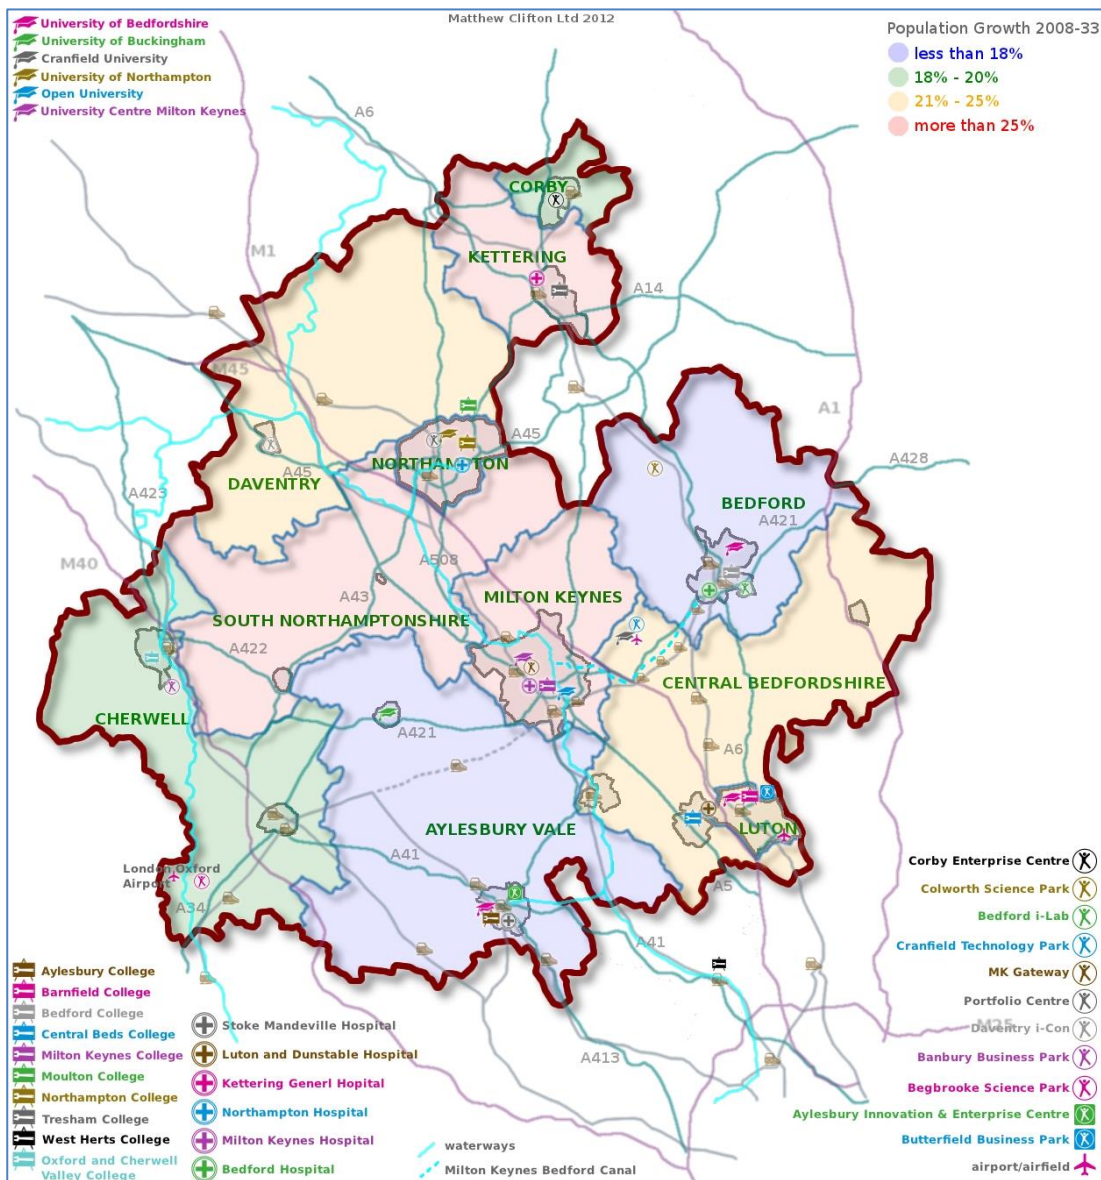 Matthew Clifton Ltd 2012
University of Bedfordshire
University of Buckingham
Cranfield University
University of Northampton
Open University
University Centre Milton Keynes
Population Growth 2008-33
less than 18%
18% - 20%
21% - 25%
more than 25%
A6
CORBY
M1
KETTERING
A14
M45
A1
A45
NORTHAMPTON
A428
A45
DAVENTRY
A423
BEDFORD
A421
M40
A508
A43
MILTON KEYNES
SOUTH NORTHAMPTONSHIRE
A422
CENTRAL BEDFORDSHIRE
CHERWELL
A421
A6
AYLESBURY VALE
LUTON
A41
London Oxford
Airport
A5
A34
A41
M25
A413
Corby Enterprise Centre
Colworth Science Park
Bedford i-Lab
Cranfield Technology Park
MK Gateway
Portfolio Centre
Daventry i-Con
Banbury Business Park
Begbrooke Science Park
Aylesbury Innovation & Enterprise Centre
Butterfield Business Park
airport/airfield
Aylesbury College
Barnfield College
Bedford College
Central Beds College
Milton Keynes College
Moulton College
Northampton College
Tresham College
West Herts College
Oxford and Cherwell
Valley College
Stoke Mandeville Hospital
Luton and Dunstable Hospital
Kettering Generl Hopital
Northampton Hospital
Milton Keynes Hospital
Bedford Hospital
waterways
Milton Keynes Bedford Canal